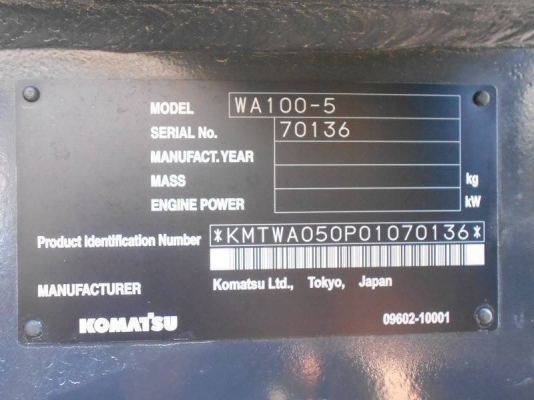 MODEL WA100-5
SERIAL No. 70136
MANUFACT.YEAR
MASS kg
ENGINE POWER kW
Product Identification Number *KMTWA050P01070136*
MANUFACTURER Komatsu Ltd., Tokyo, Japan
KOMATSU 09602-10001